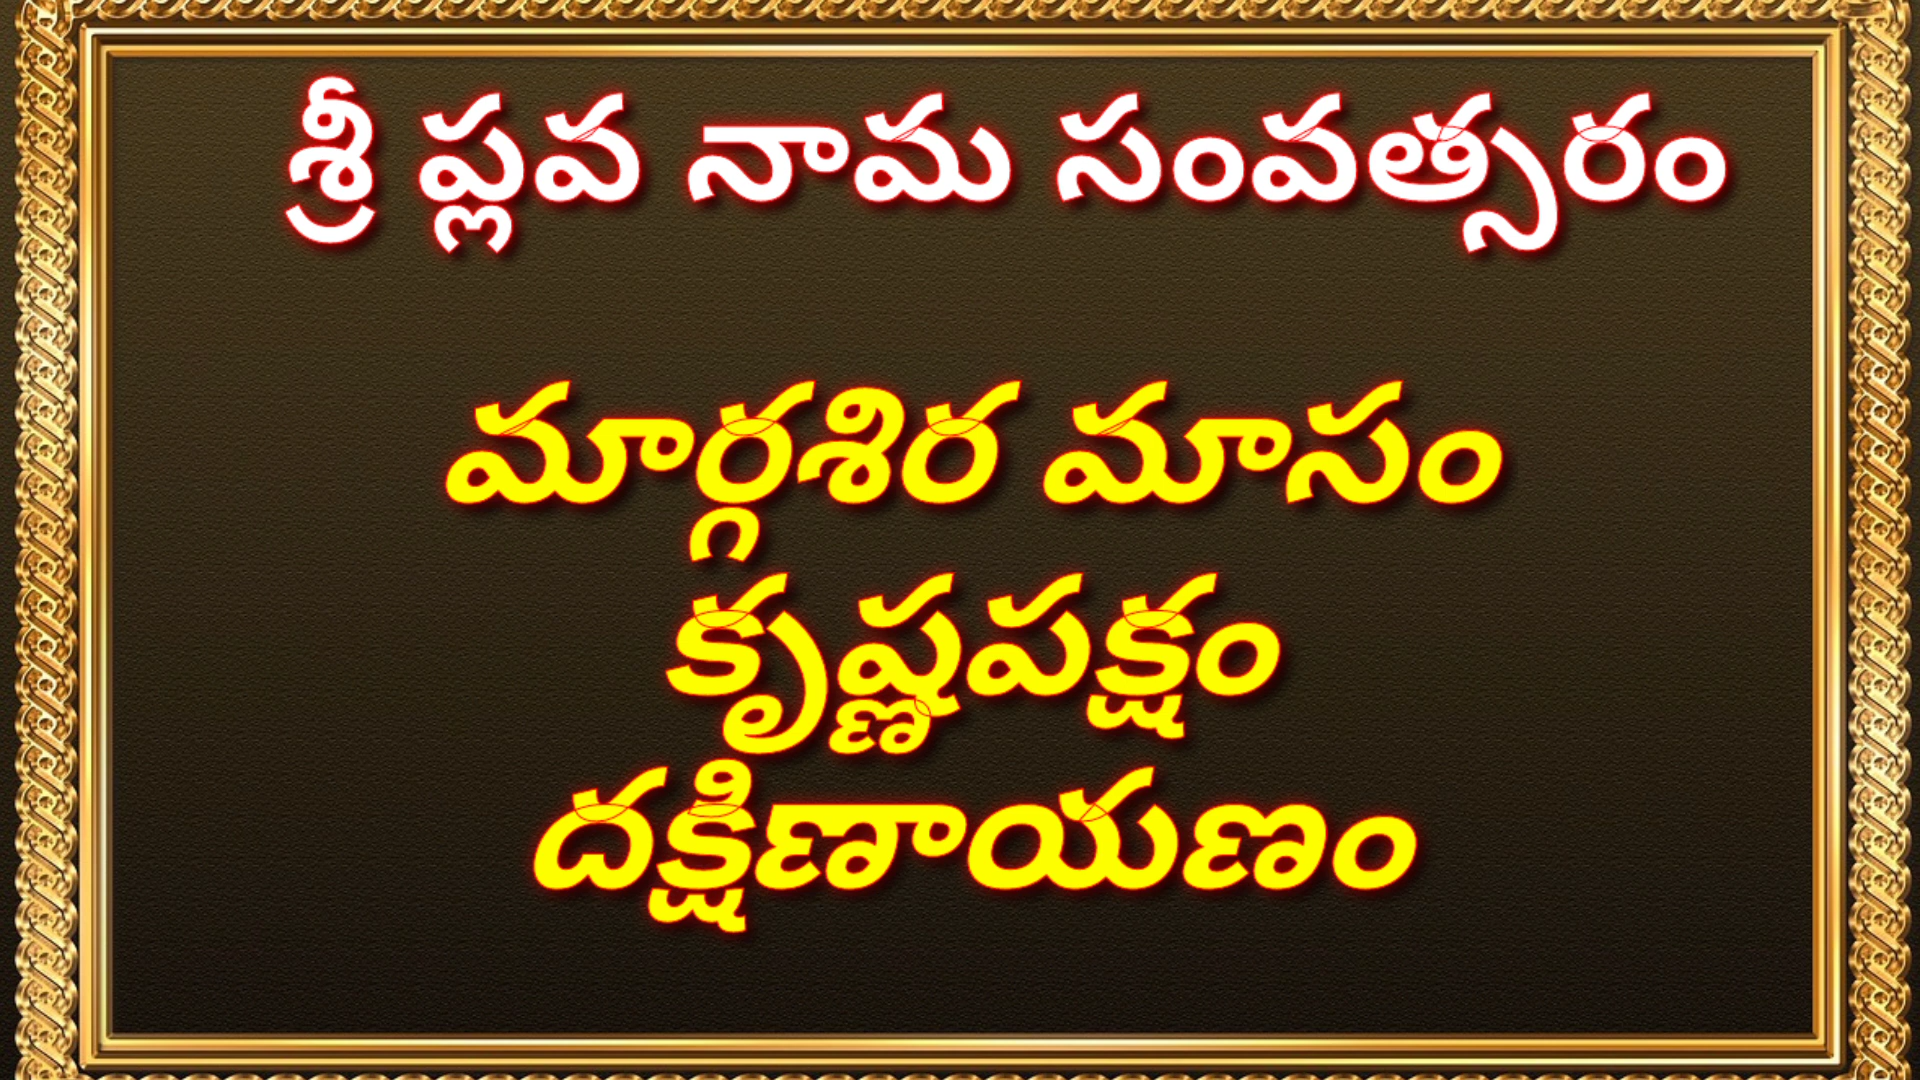 శ్రీ ప్లవ నామ సంవత్సరం
మార్గశిర మాసం
కృష్ణపక్షం
దక్షిణాయణం